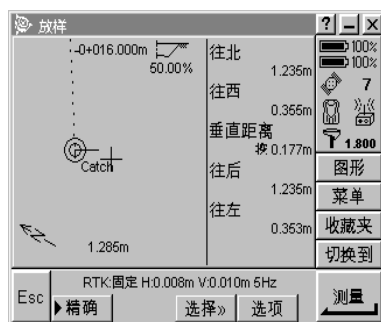 放样
-0+016.000m
50.00%
Catch
1.285m
往北
1.235m
往西
0.355m
垂直距离
挖 0.177m
往后
1.235m
往左
0.353m
100%
100%
7
1.800
图形
菜单
收藏夹
切换到
RTK:固定 H:0.008m V:0.010m 5Hz
Esc
精确
选择»
选项
测量